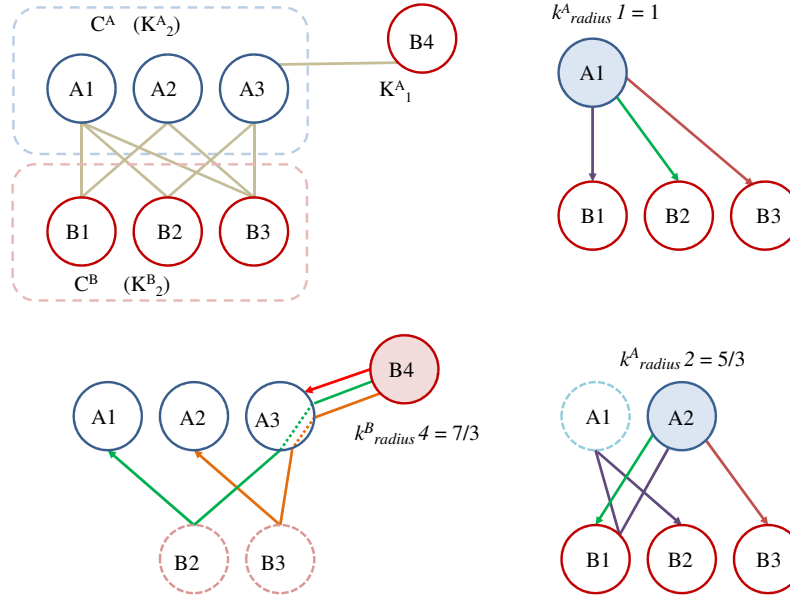 C^A (K^A_2)
A1 A2 A3
B4
K^A_1
B1 B2 B3
C^B (K^B_2)
k^A_radius 1 = 1
A1
B1 B2 B3
A1 A2 A3
B4
k^B_radius 4 = 7/3
B2 B3
k^A_radius 2 = 5/3
A1 A2
B1 B2 B3